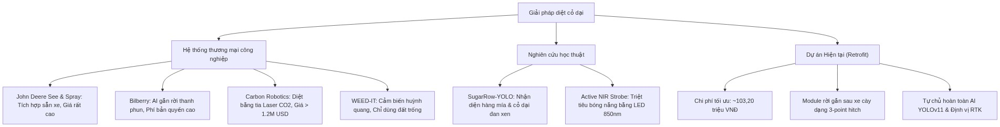 Giải pháp diệt cỏ dại
Hệ thống thương mại công
nghiệp
Nghiên cứu học thuật
Dự án Hiện tại (Retrofit)
John Deere See & Spray:
Tích hợp sẵn xe, Giá rất
cao
Bilberry: AI gắn rời thanh
phun, Phí bản quyền cao
Carbon Robotics: Diệt
bằng tia Laser CO2, Giá >
1.2M USD
WEED-IT: Cảm biến huỳnh
quang, Chỉ dùng đất trống
SugarRow-YOLO: Nhận
diện hàng mía & cỏ dại
đan xen
Active NIR Strobe: Triệt
tiêu bóng nắng bằng LED
850nm
Chi phí tối ưu: ~103,20
triệu VNĐ
Module rời gắn sau xe cày
dạng 3-point hitch
Tự chủ hoàn toàn AI
YOLOv11 & Định vị RTK